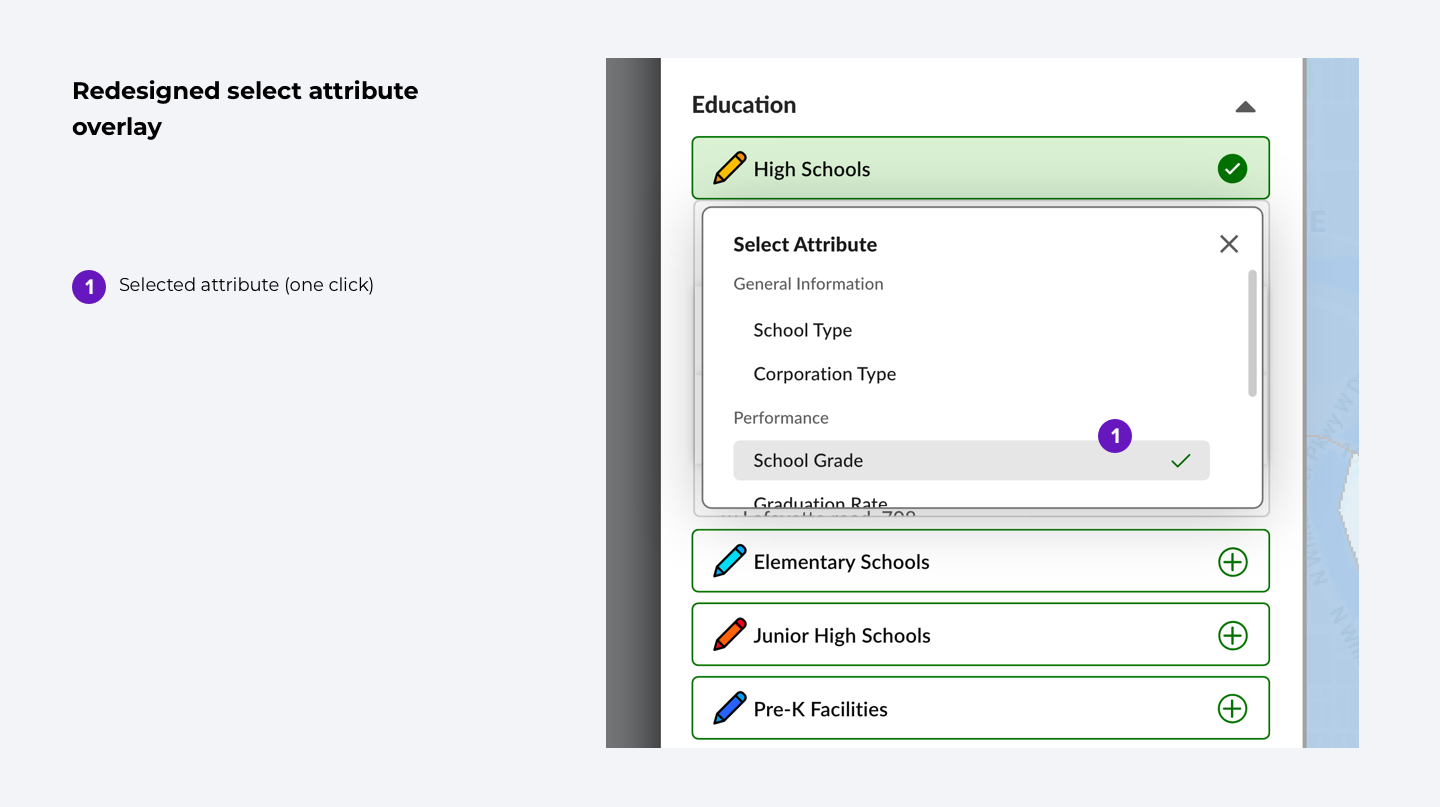 Redesigned select attribute
overlay
1 Selected attribute (one click)
Education
High Schools
Select Attribute
General Information
School Type
Corporation Type
Performance
1
School Grade
Graduation Rate
Elementary Schools
Junior High Schools
Pre-K Facilities
E